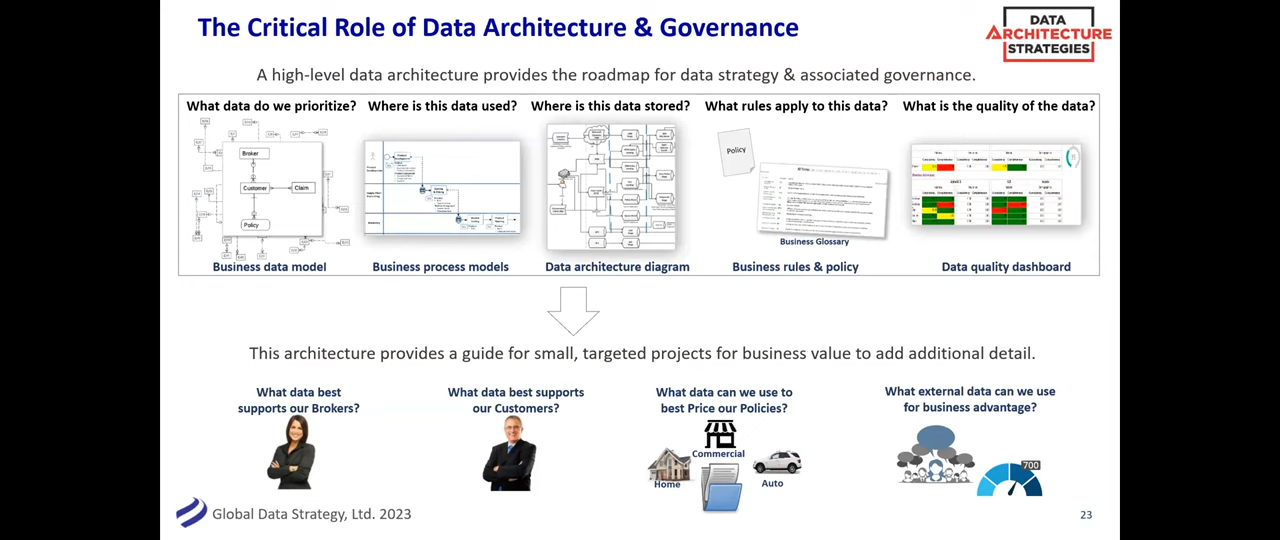 The Critical Role of Data Architecture & Governance
DATA
ARCHITECTURE
STRATEGIES
A high-level data architecture provides the roadmap for data strategy & associated governance.
What data do we prioritize?
Where is this data used?
Where is this data stored?
What rules apply to this data?
What is the quality of the data?
Broker
Customer
Claim
Policy
Policy
Business Glossary
Business data model
Business process models
Data architecture diagram
Business rules & policy
Data quality dashboard
This architecture provides a guide for small, targeted projects for business value to add additional detail.
What data best
supports our Brokers?
What data best supports
our Customers?
What data can we use to
best Price our Policies?
Commercial
Home
Auto
What external data can we use
for business advantage?
700
Global Data Strategy, Ltd. 2023
23